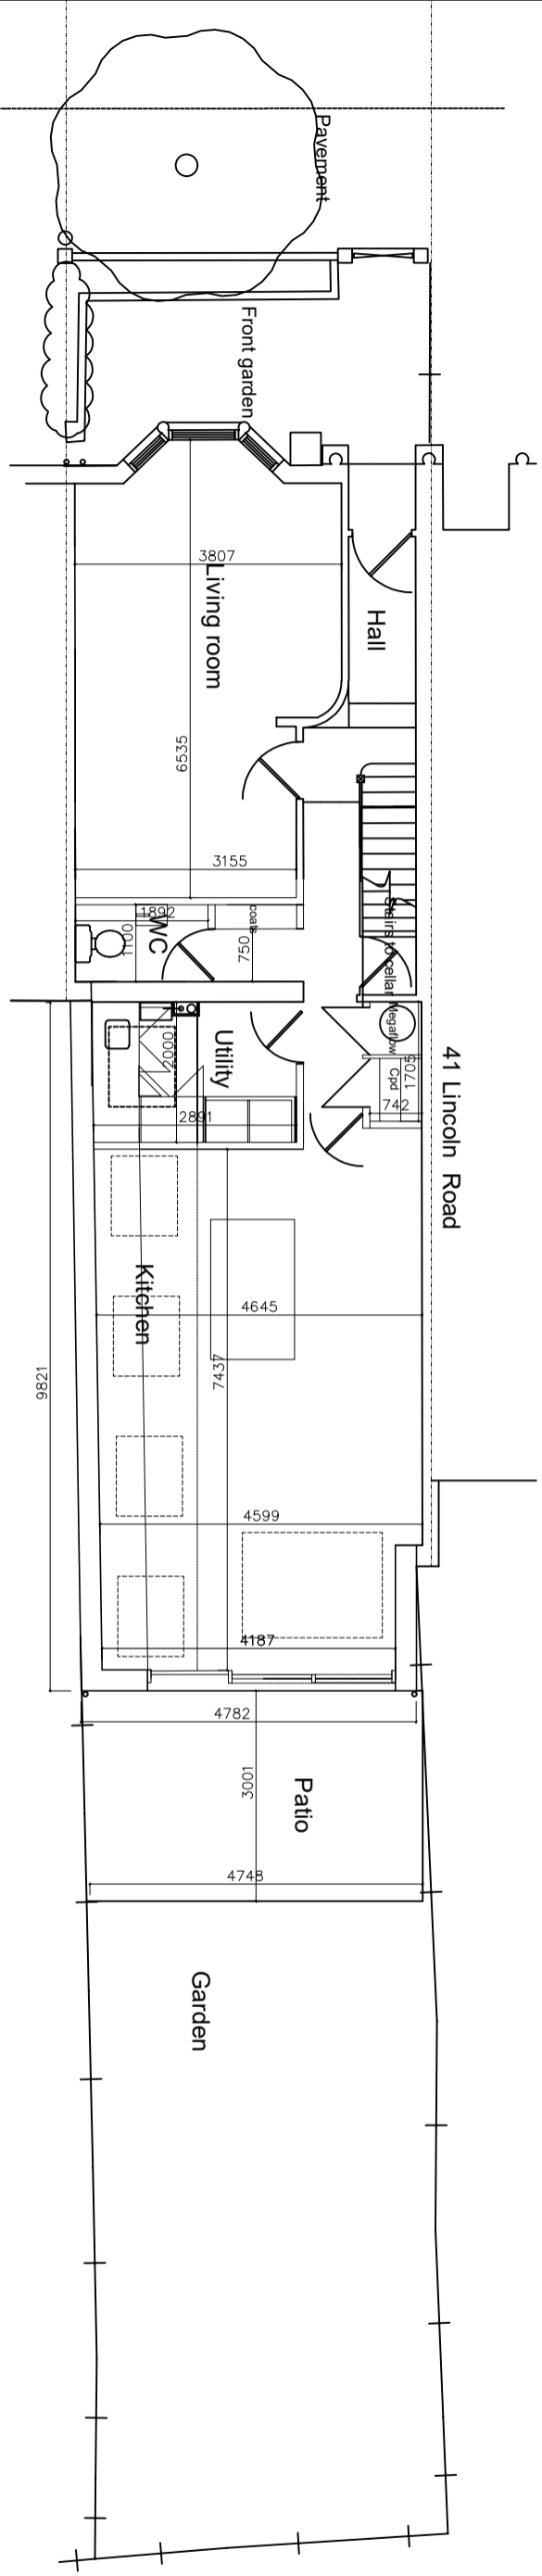 Pavement
Front garden
3807
Living room
Hall
6535
3155
1892
coats
WC
1100
750
Stairs to cellar
Megaflow
Utility
2000
1705
Cpd
742
2891
41 Lincoln Road
Kitchen
4645
7437
9821
4599
4187
4782
3001
Patio
4748
Garden